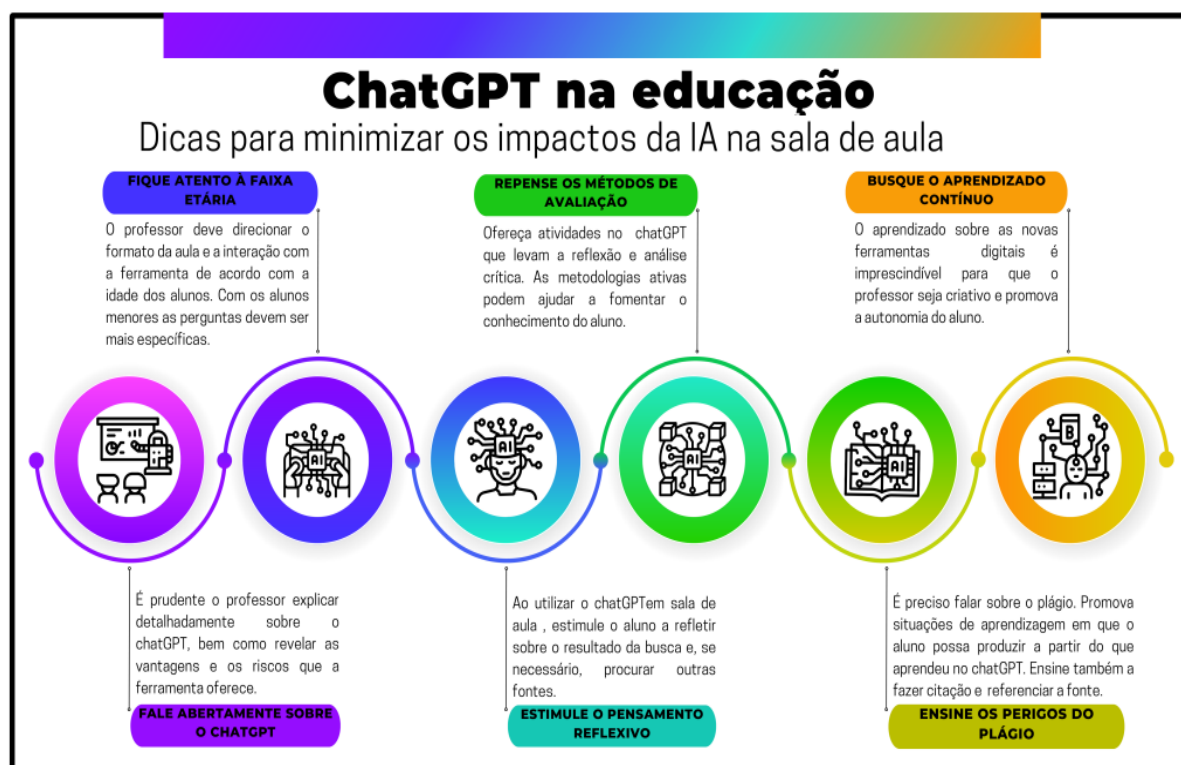 ChatGPT na educação
Dicas para minimizar os impactos da IA na sala de aula
FIQUE ATENTO À FAIXA
ETÁRIA
O professor deve direcionar o
formato da aula e a interação com
a ferramenta de acordo com a
idade dos alunos. Com os alunos
menores as perguntas devem ser
mais específicas.
REPENSE OS MÉTODOS DE
AVALIAÇÃO
Ofereça atividades no chatGPT
que levam a reflexão e análise
crítica. As metodologias ativas
podem ajudar a fomentar o
conhecimento do aluno.
BUSQUE O APRENDIZADO
CONTÍNUO
O aprendizado sobre as novas
ferramentas digitais é
imprescindível para que o
professor seja criativo e promova
a autonomia do aluno.
AI
AI
AI
AI
B
É prudente o professor explicar
detalhadamente sobre o
chatGPT, bem como revelar as
vantagens e os riscos que a
ferramenta oferece.
FALE ABERTAMENTE SOBRE
O CHATGPT
Ao utilizar o chatGPTem sala de
aula , estimule o aluno a refletir
sobre o resultado da busca e, se
necessário, procurar outras
fontes.
ESTIMULE O PENSAMENTO
REFLEXIVO
É preciso falar sobre o plágio. Promova
situações de aprendizagem em que o
aluno possa produzir a partir do que
aprendeu no chatGPT. Ensine também a
fazer citação e referenciar a fonte.
ENSINE OS PERIGOS DO
PLÁGIO